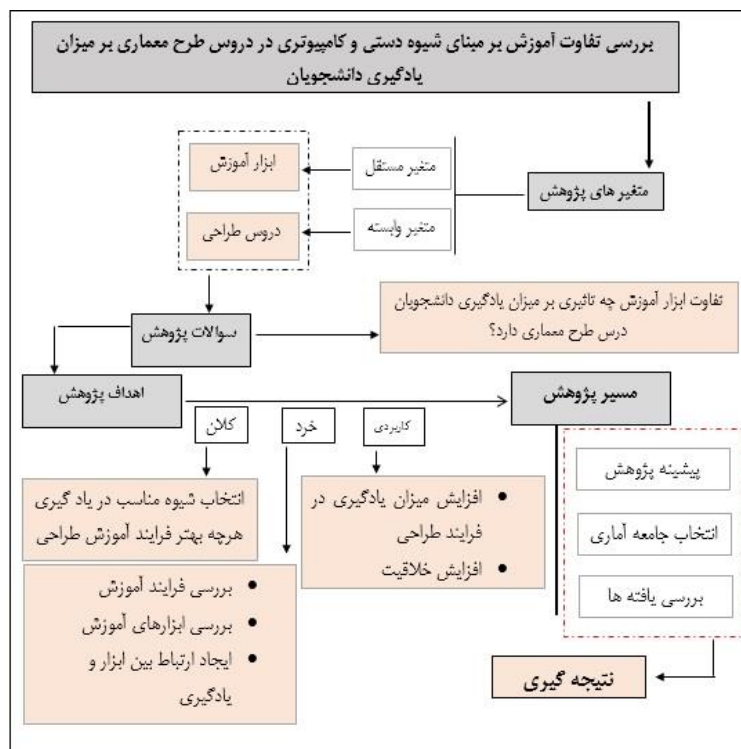 بررسی تفاوت آموزش بر مبنای شیوه دستی و کامپیوتری در دروس طرح معماری بر میزان
یادگیری دانشجویان
متغیر های پژوهش
متغیر مستقل
ابزار آموزش
متغیر وابسته
دروس طراحی
سوالات پژوهش
تفاوت ابزار آموزش چه تاثیری بر میزان یادگیری دانشجویان
درس طرح معماری دارد؟
اهداف پژوهش
مسیر پژوهش
کلان
خرد
کاربردی
انتخاب شیوه مناسب در یاد گیری
هرچه بهتر فرایند آموزش طراحی
● بررسی فرایند آموزش
● بررسی ابزارهای آموزش
● ایجاد ارتباط بین ابزار و
یادگیری
● افزایش میزان یادگیری در
فرایند طراحی
● افزایش خلاقیت
پیشینه پژوهش
انتخاب جامعه آماری
بررسی یافته ها
نتیجه گیری